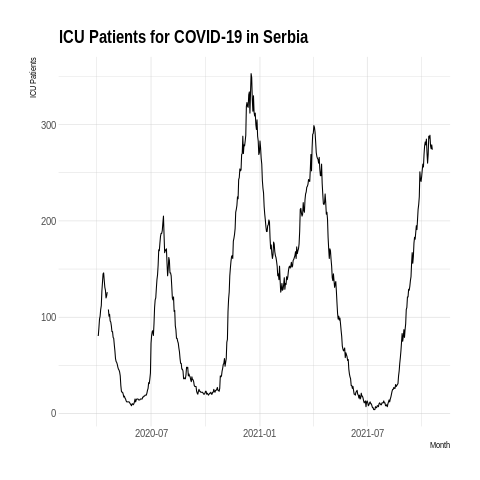 ICU Patients for COVID-19 in Serbia
ICU Patients
300
200
100
0
2020-07
2021-01
2021-07
Month